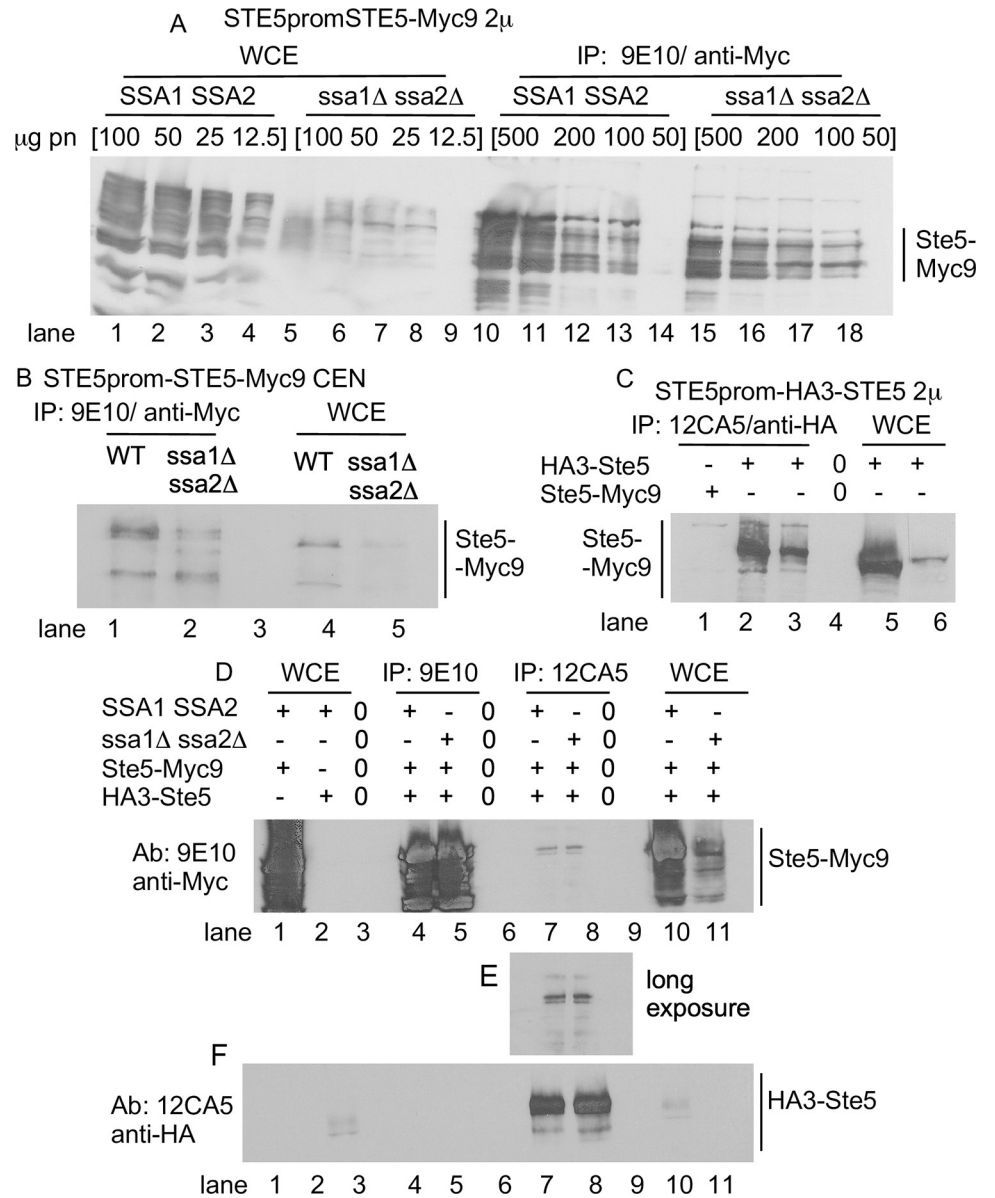 A STE5promSTE5-Myc9 2μ
WCE IP: 9E10/ anti-Myc
SSA1 SSA2 ssa1Δ ssa2Δ SSA1 SSA2 ssa1Δ ssa2Δ
μg pn [100 50 25 12.5] [100 50 25 12.5] [500 200 100 50] [500 200 100 50]
Ste5-
Myc9
lane 1 2 3 4 5 6 7 8 9 10 11 12 13 14 15 16 17 18
B STE5prom-STE5-Myc9 CEN
IP: 9E10/ anti-Myc WCE
WT ssa1Δ WT ssa1Δ
ssa2Δ ssa2Δ
Ste5-
-Myc9
lane 1 2 3 4 5
C STE5prom-HA3-STE5 2μ
IP: 12CA5/anti-HA WCE
HA3-Ste5 - + + 0 + +
Ste5-Myc9 + - - 0 - -
Ste5-
-Myc9
lane 1 2 3 4 5 6
D WCE IP: 9E10 IP: 12CA5 WCE
SSA1 SSA2 + + 0 + - 0 + - 0 + -
ssa1Δ ssa2Δ - - 0 - + 0 - + 0 - +
Ste5-Myc9 + - 0 + + 0 + + 0 + +
HA3-Ste5 - + 0 + + 0 + + 0 + +
Ab: 9E10
anti-Myc
Ste5-Myc9
lane 1 2 3 4 5 6 7 8 9 10 11
E long
exposure
F
Ab: 12CA5
anti-HA
HA3-Ste5
lane 1 2 3 4 5 6 7 8 9 10 11